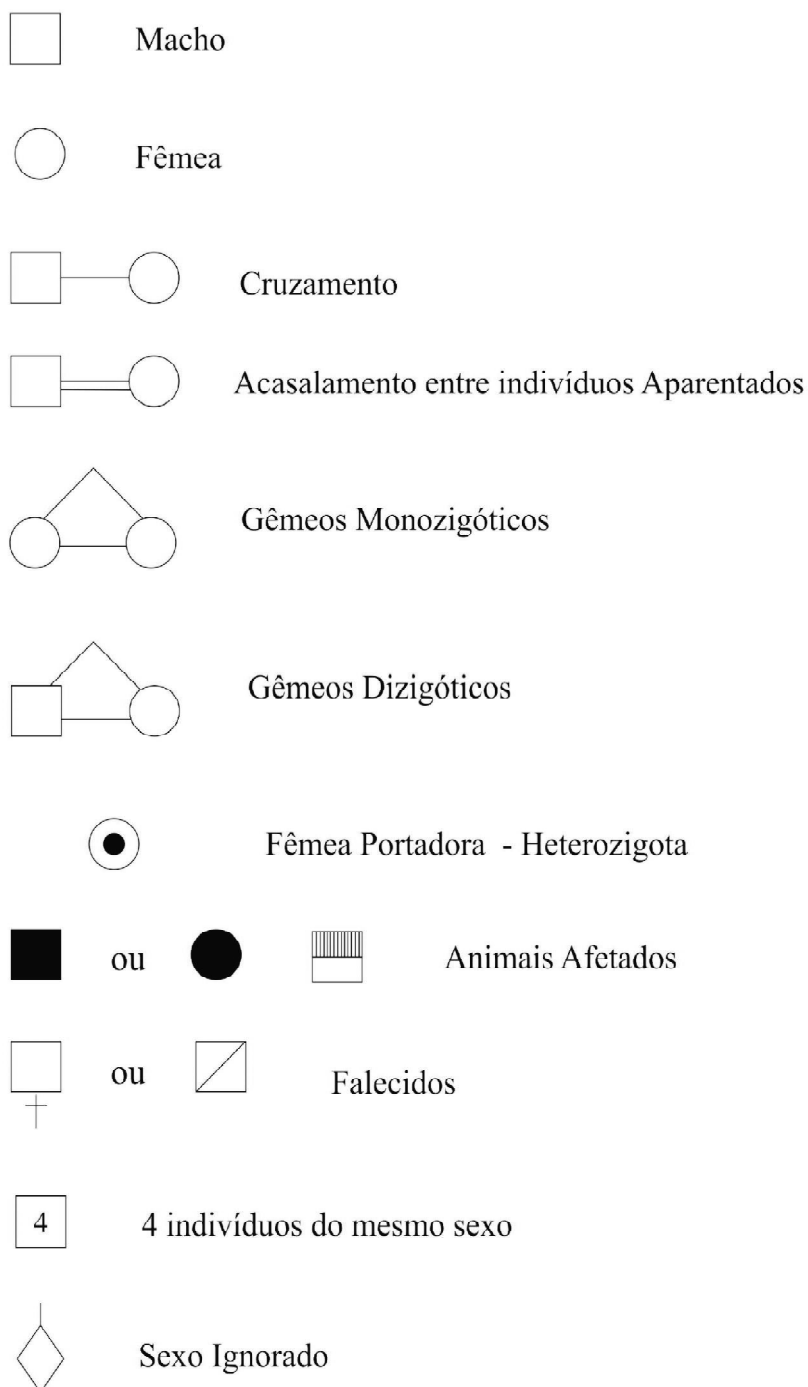 Macho
Fêmea
Cruzamento
Acasalamento entre indivíduos Aparentados
Gêmeos Monozigóticos
Gêmeos Dizigóticos
Fêmea Portadora - Heterozigota
ou Animais Afetados
ou Falecidos
4 4 indivíduos do mesmo sexo
Sexo Ignorado